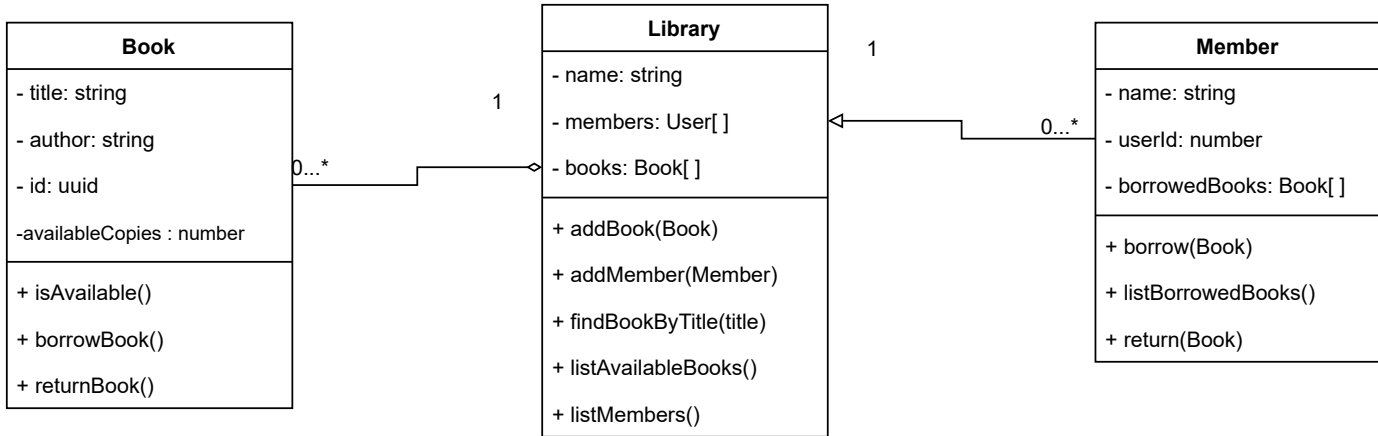 Book
- title: string
- author: string
- id: uuid
-availableCopies : number
+ isAvailable()
+ borrowBook()
+ returnBook()
0...*
1
Library
- name: string
- members: User[ ]
- books: Book[ ]
+ addBook(Book)
+ addMember(Member)
+ findBookByTitle(title)
+ listAvailableBooks()
+ listMembers()
1
0...*
Member
- name: string
- userId: number
- borrowedBooks: Book[ ]
+ borrow(Book)
+ listBorrowedBooks()
+ return(Book)